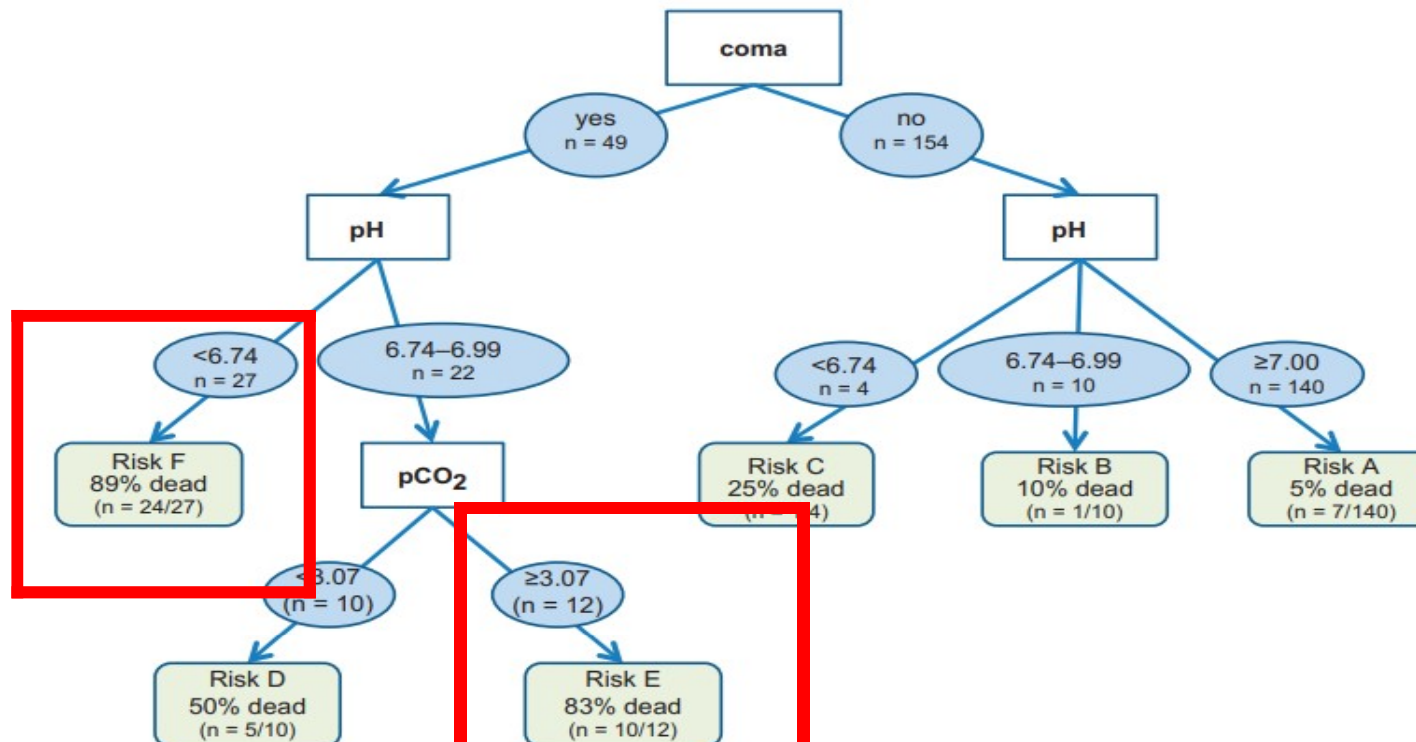 coma
yes
n = 49
no
n = 154
pH
pH
<6.74
n = 27
6.74–6.99
n = 22
<6.74
n = 4
6.74–6.99
n = 10
≥7.00
n = 140
Risk F
89% dead
(n = 24/27)
pCO₂
Risk C
25% dead
(n = 4)
Risk B
10% dead
(n = 1/10)
Risk A
5% dead
(n = 7/140)
<3.07
(n = 10)
≥3.07
(n = 12)
Risk D
50% dead
(n = 5/10)
Risk E
83% dead
(n = 10/12)